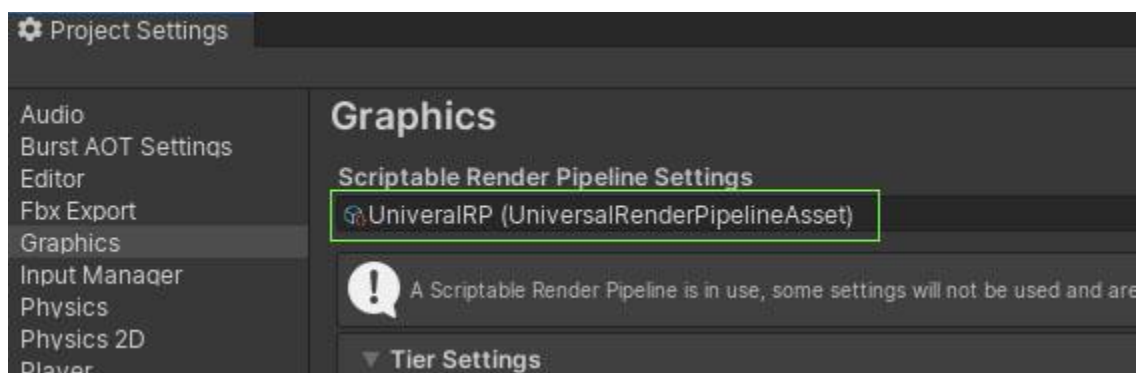 Project Settings
Audio
Burst AOT Settings
Editor
Fbx Export
Graphics
Input Manager
Physics
Physics 2D
Player
Graphics
Scriptable Render Pipeline Settings
UniveralRP (UniversalRenderPipelineAsset)
A Scriptable Render Pipeline is in use, some settings will not be used and are
Tier Settings